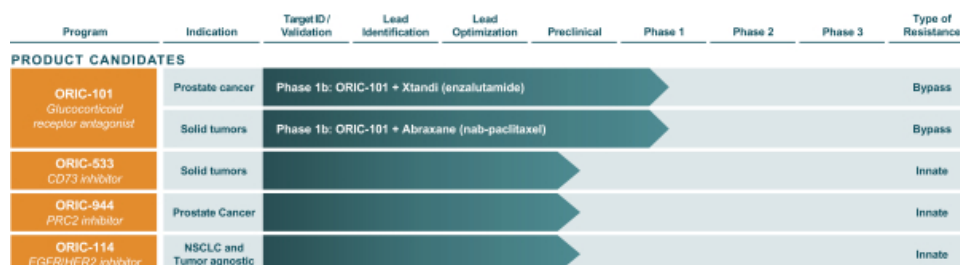 Program
Indication
Target ID /
Validation
Lead
Identification
Lead
Optimization
Preclinical
Phase 1
Phase 2
Phase 3
Type of
Resistance
PRODUCT CANDIDATES
ORIC-101
Glucocorticoid
receptor antagonist
Prostate cancer
Phase 1b: ORIC-101 + Xtandi (enzalutamide)
Bypass
Solid tumors
Phase 1b: ORIC-101 + Abraxane (nab-paclitaxel)
Bypass
ORIC-533
CD73 inhibitor
Solid tumors
Innate
ORIC-944
PRC2 inhibitor
Prostate Cancer
Innate
ORIC-114
EGFR/HER2 inhibitor
NSCLC and
Tumor agnostic
Innate